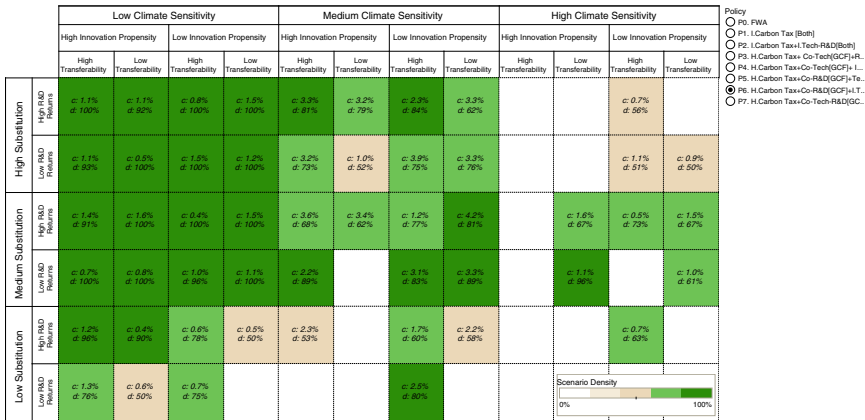 Low Climate Sensitivity Medium Climate Sensitivity High Climate Sensitivity
High Innovation Propensity Low Innovation Propensity High Innovation Propensity Low Innovation Propensity High Innovation Propensity Low Innovation Propensity
High Transferability Low Transferability High Transferability Low Transferability High Transferability Low Transferability High Transferability Low Transferability High Transferability Low Transferability High Transferability Low Transferability
High Substitution
High R&D Returns
c: 1.1% c: 1.1% c: 0.8% c: 1.5% c: 3.3% c: 3.2% c: 2.3% c: 3.3% c: 0.7%
d: 100% d: 92% d: 100% d: 100% d: 81% d: 79% d: 84% d: 62% d: 56%
Low R&D Returns
c: 1.1% c: 0.5% c: 1.5% c: 1.2% c: 3.2% c: 1.0% c: 3.9% c: 3.3% c: 1.1% c: 0.9%
d: 93% d: 100% d: 100% d: 100% d: 73% d: 52% d: 75% d: 76% d: 51% d: 50%
Medium Substitution
High R&D Returns
c: 1.4% c: 1.6% c: 0.4% c: 1.5% c: 3.6% c: 3.4% c: 1.2% c: 4.2% c: 1.6% c: 0.5% c: 1.5%
d: 91% d: 100% d: 100% d: 100% d: 68% d: 62% d: 77% d: 81% d: 67% d: 73% d: 67%
Low R&D Returns
c: 0.7% c: 0.8% c: 1.0% c: 1.1% c: 2.2% c: 3.1% c: 3.3% c: 1.1% c: 1.0%
d: 100% d: 100% d: 96% d: 100% d: 89% d: 83% d: 89% d: 96% d: 61%
Low Substitution
High R&D Returns
c: 1.2% c: 0.4% c: 0.6% c: 0.5% c: 2.3% c: 1.7% c: 2.2% c: 0.7%
d: 96% d: 90% d: 78% d: 50% d: 53% d: 60% d: 58% d: 63%
Low R&D Returns
c: 1.3% c: 0.6% c: 0.7% c: 2.5%
d: 76% d: 50% d: 75% d: 80%
Scenario Density
0% 100%
Policy
P0. FWA
P1. I.Carbon Tax [Both]
P2. I.Carbon Tax+I.Tech-R&D[Both]
P3. H.Carbon Tax+ Co-Tech[GCF]+R..
P4. H.Carbon Tax+Co-Tech[GCF]+ I...
P5. H.Carbon Tax+Co-R&D[GCF]+Te..
P6. H.Carbon Tax+Co-R&D[GCF]+I.T..
P7. H.Carbon Tax+Co-Tech-R&D[GC..